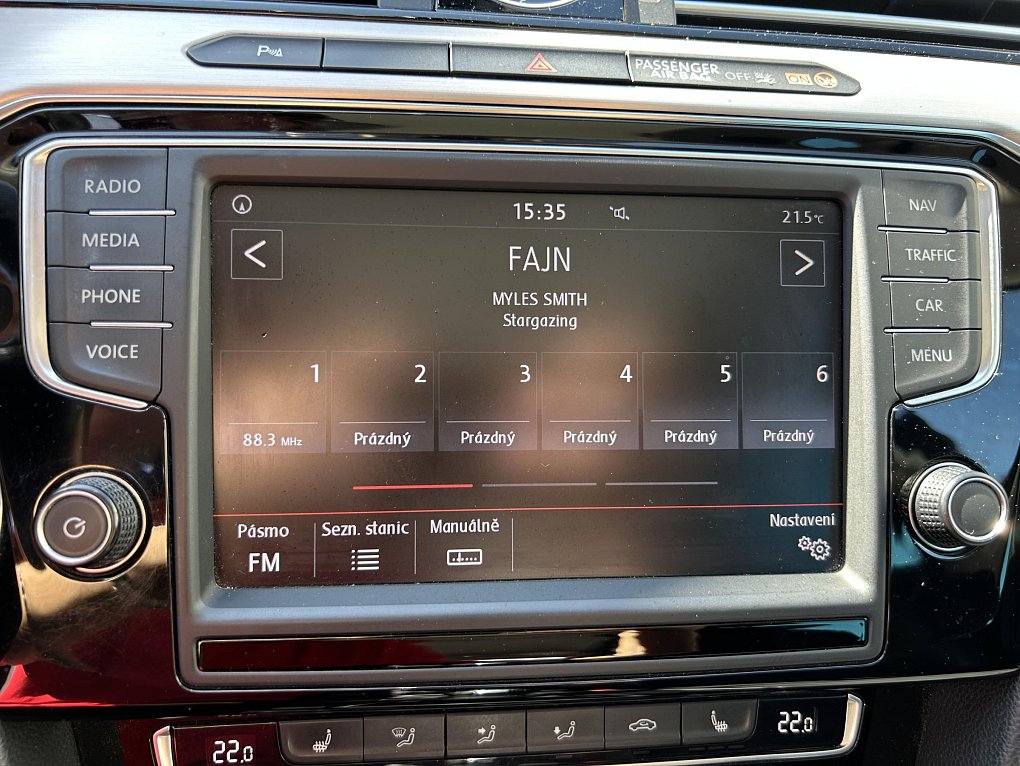 P
PASSENGER
AIR BAG OFF ON
RADIO
MEDIA
PHONE
VOICE
NAV
TRAFFIC
CAR
MENU
15:35
21.5°C
<
FAJN
>
MYLES SMITH
Stargazing
1 2 3 4 5 6
88.3 MHz Prázdný Prázdný Prázdný Prázdný Prázdný
Pásmo Sezn. stanic Manuálně Nastavení
FM
22.0 22.0